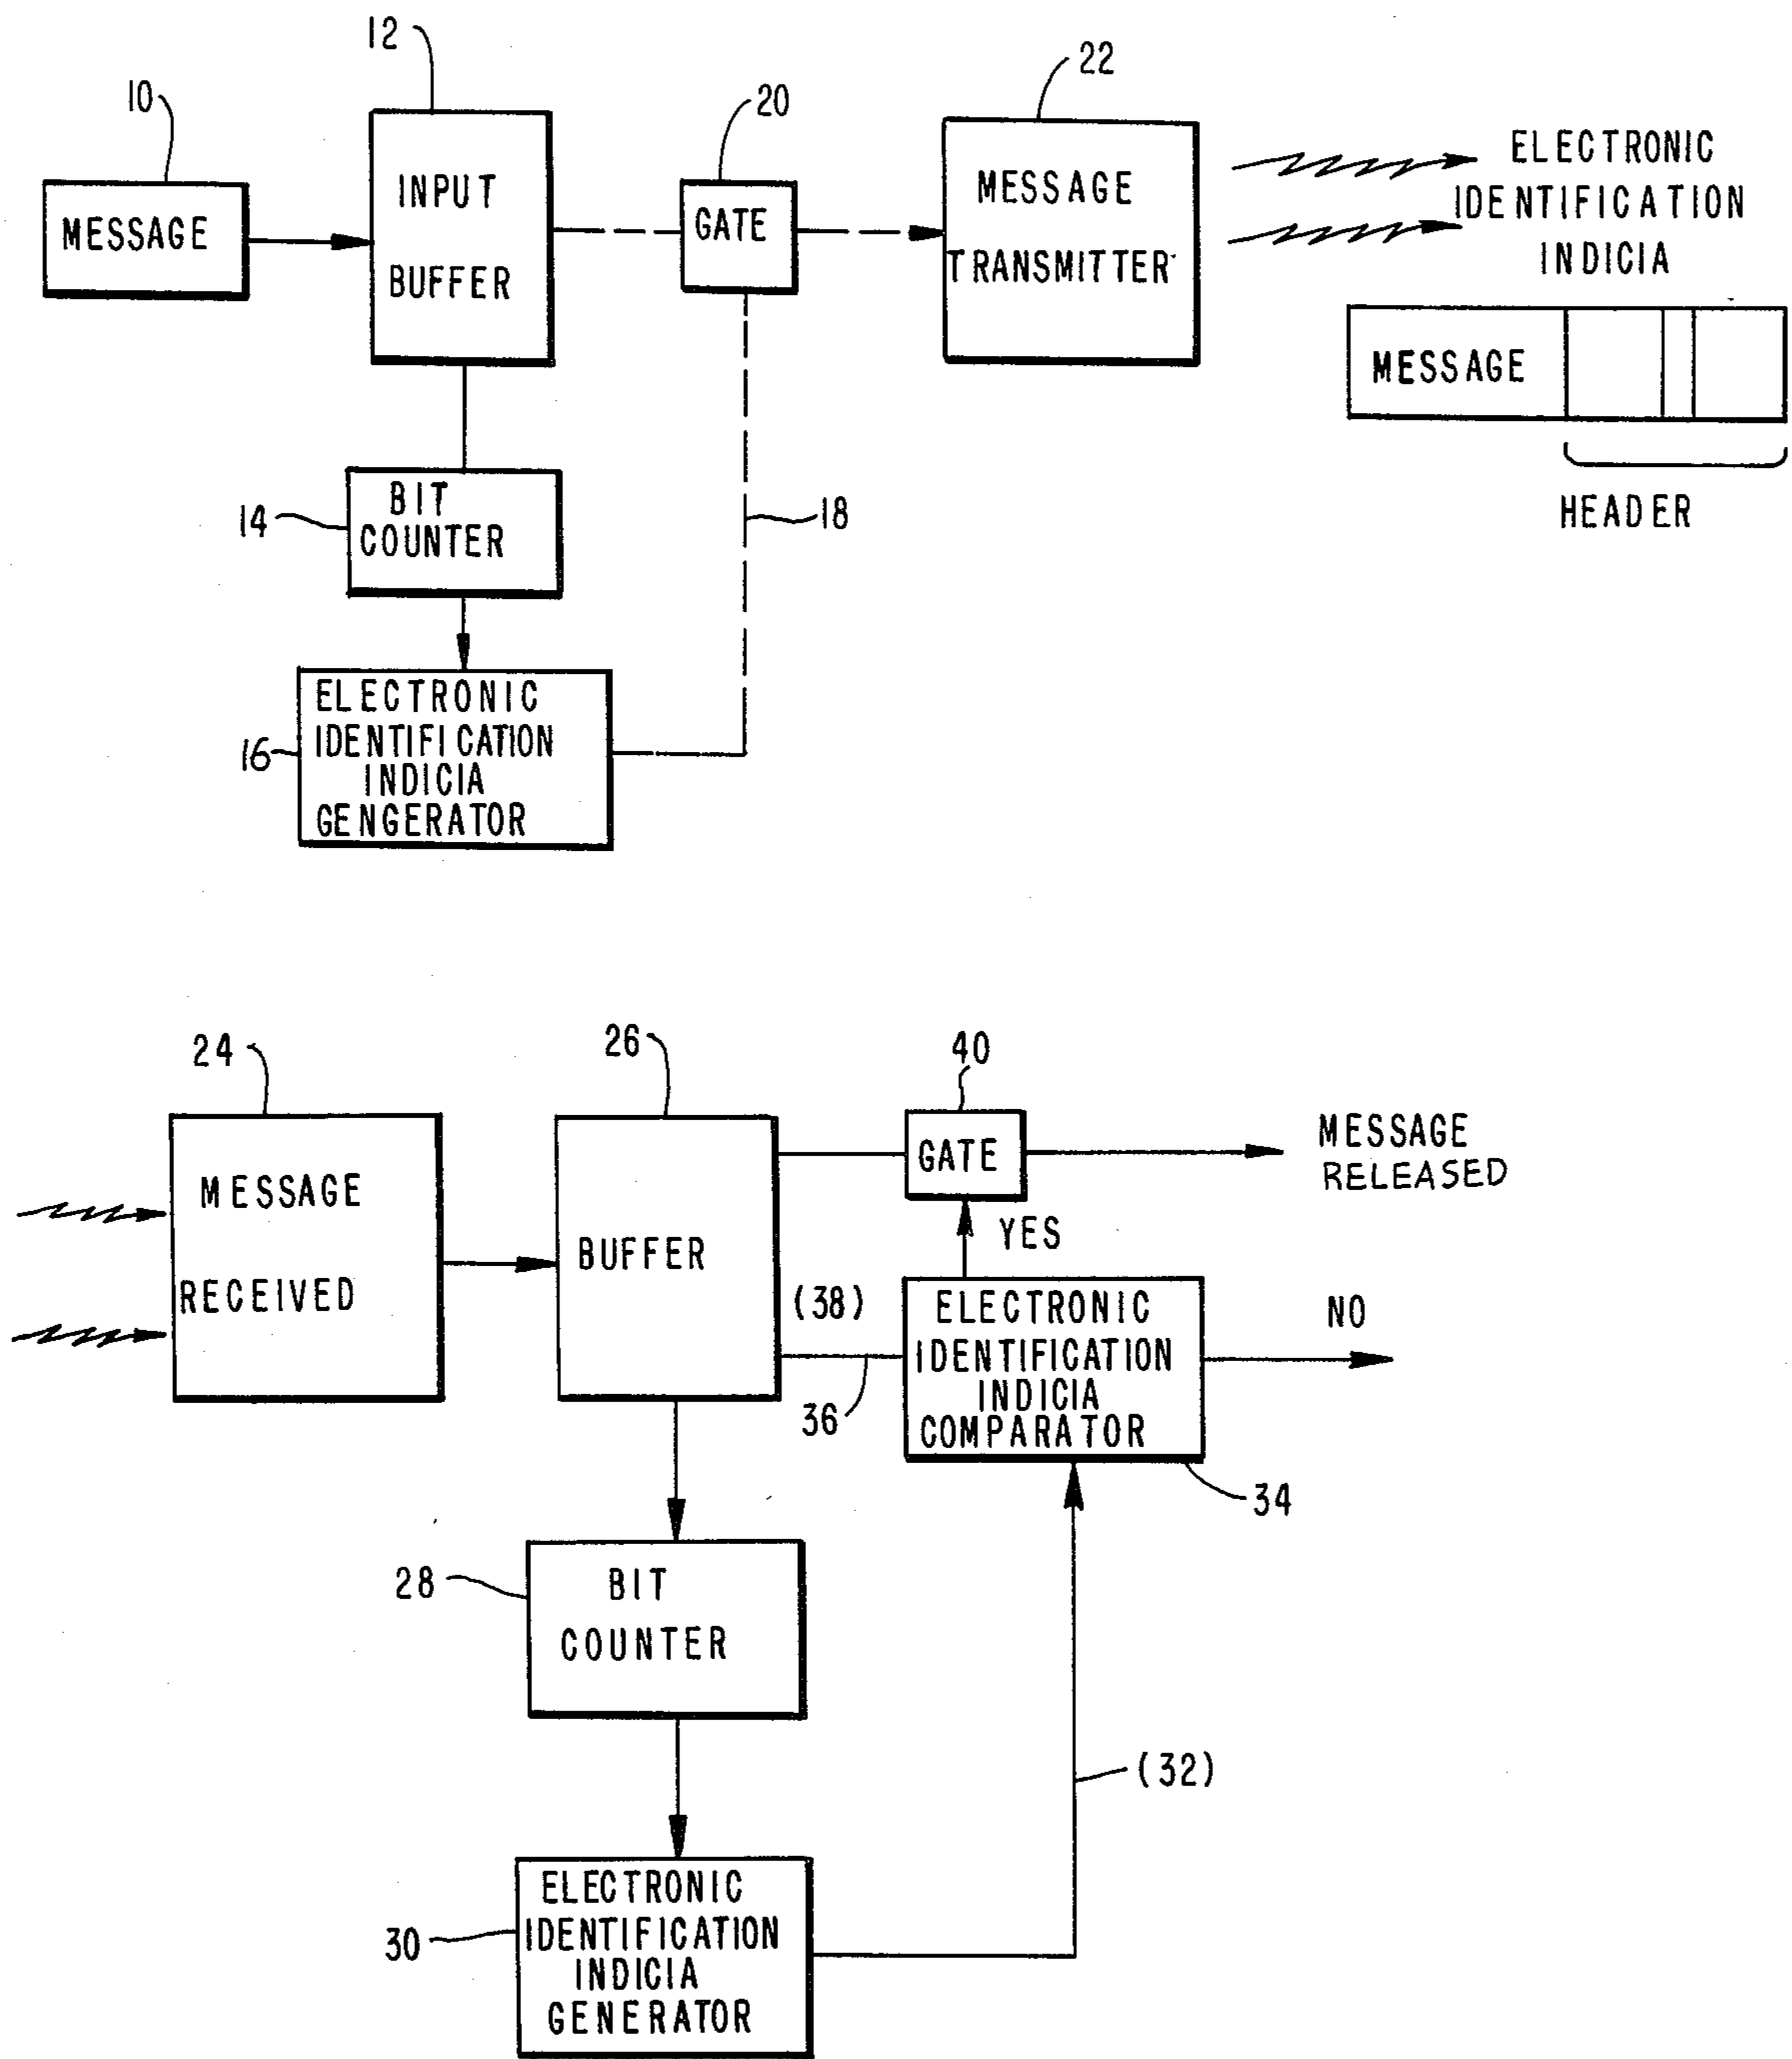 12
22
10
20
INPUT
BUFFER
MESSAGE
GATE
MESSAGE
TRANSMITTER
ELECTRONIC
IDENTIFICATION
INDICIA
MESSAGE
HEADER
14
BIT
COUNTER
18
16
ELECTRONIC
IDENTIFICATION
INDICIA
GENGERATOR
24
26
40
MESSAGE
RECEIVED
BUFFER
GATE
MESSAGE
RELEASED
YES
(38)
36
ELECTRONIC
IDENTIFICATION
INDICIA
COMPARATOR
NO
34
28
BIT
COUNTER
(32)
30
ELECTRONIC
IDENTIFICATION
INDICIA
GENERATOR